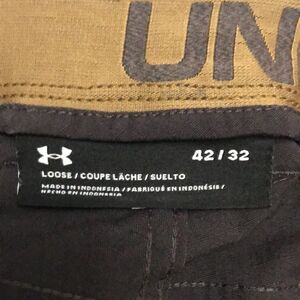 UN
42 / 32
LOOSE / COUPE LÂCHE / SUELTO
MADE IN INDONESIA / FABRIQUÉ EN INDONÉSIE /
HECHO EN INDONESIA